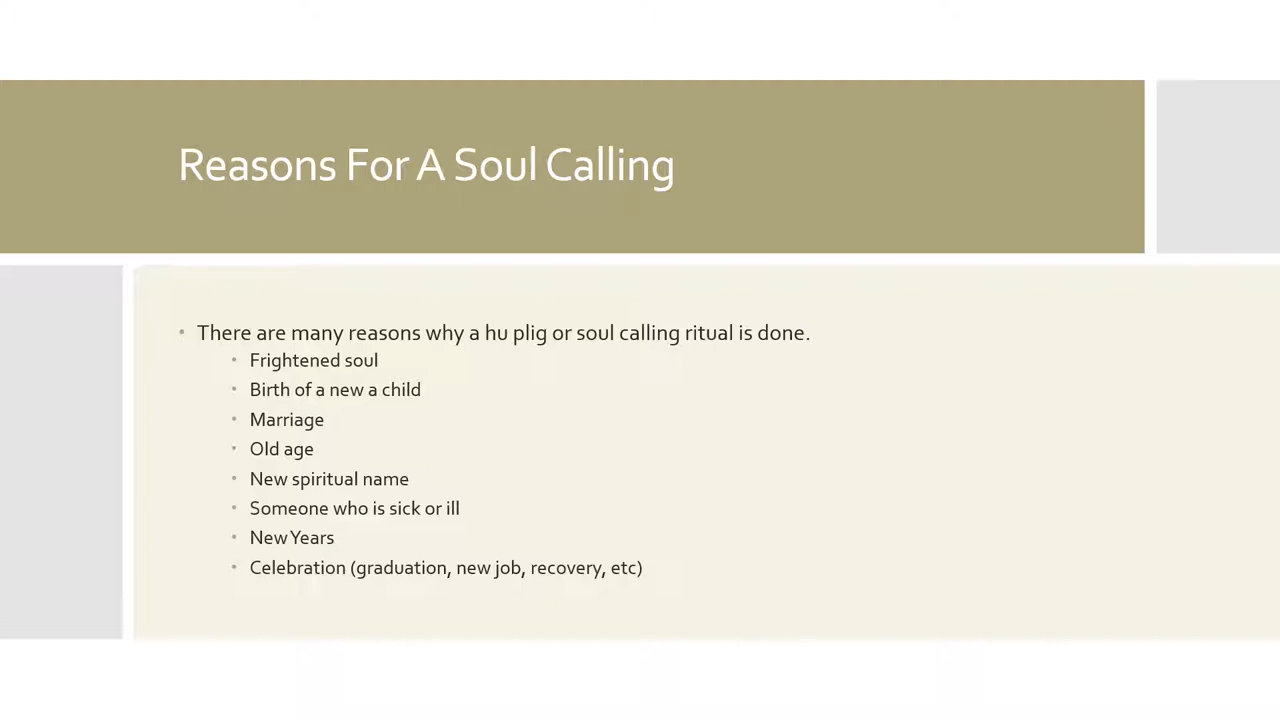 Reasons For A Soul Calling
• There are many reasons why a hu plig or soul calling ritual is done.
• Frightened soul
• Birth of a new a child
• Marriage
• Old age
• New spiritual name
• Someone who is sick or ill
• New Years
• Celebration (graduation, new job, recovery, etc)